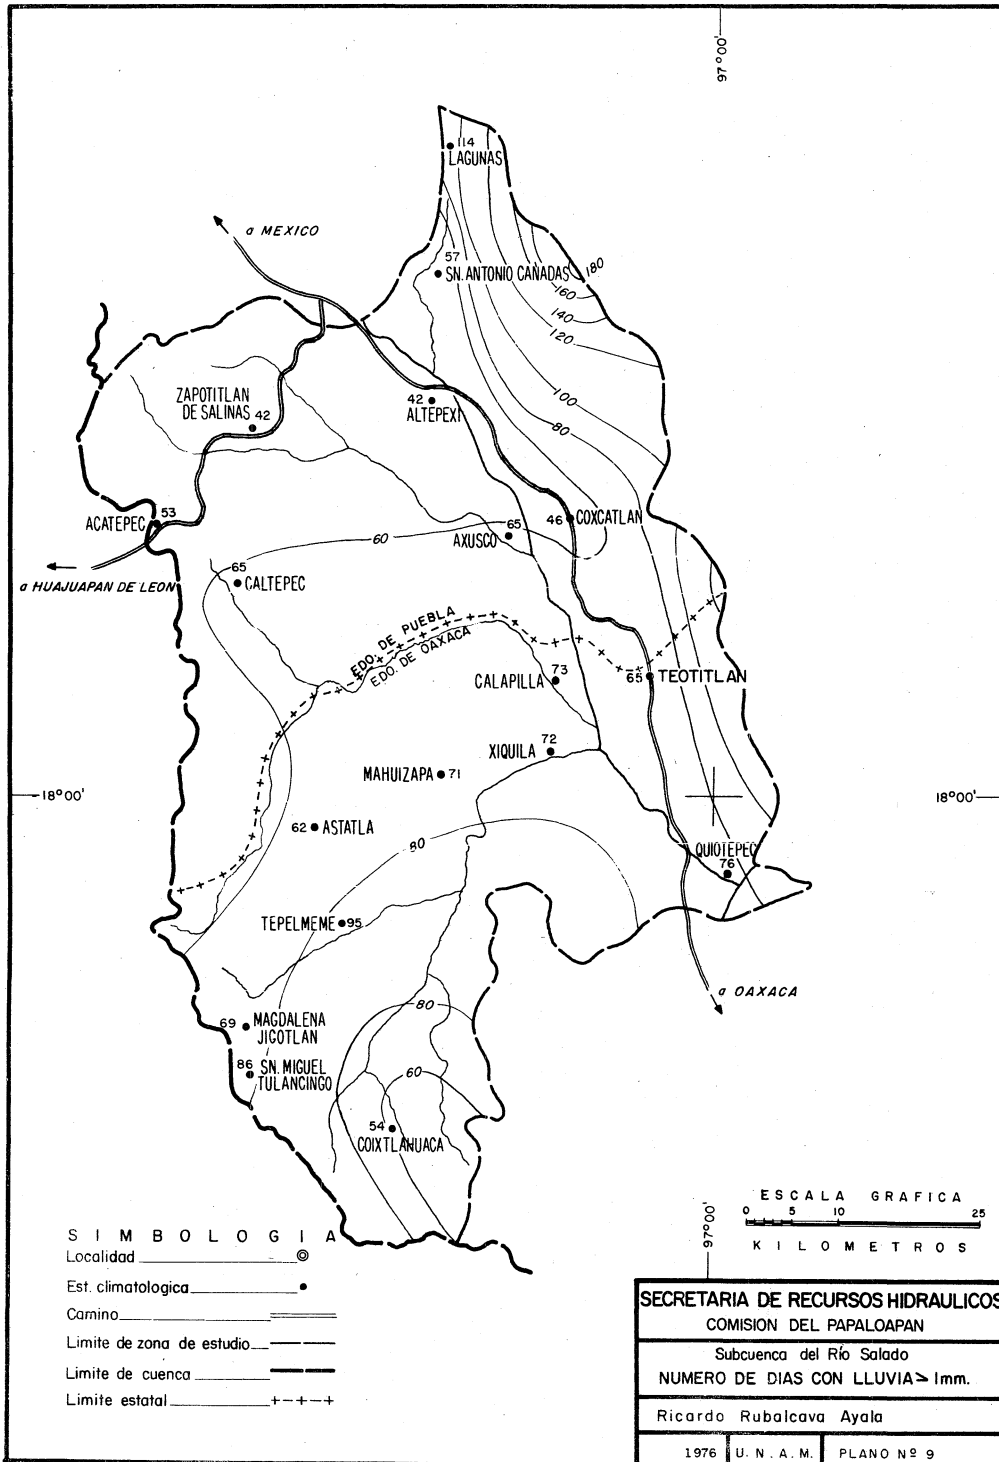 97°00'
114
LAGUNAS
a MEXICO
57
SN. ANTONIO CAÑADAS
180
160
140
120
ZAPOTITLAN
DE SALINAS 42
42
ALTEPEXI
100
80
ACATEPEC
53
46
COXCATLAN
65
AXUSCO
60
a HUAJUAPAN DE LEON
65
CALTEPEC
EDO. DE PUEBLA
EDO. DE OAXACA
73
CALAPILLA
65
TEOTITLAN
72
XIQUILA
MAHUIZAPA
71
18°00'
18°00'
62
ASTATLA
80
QUIOTEPEC
76
TEPELMEME
95
a OAXACA
69
MAGDALENA
JICOTLAN
80
86
SN. MIGUEL
TULANCINGO
60
54
COIXTLAHUACA
SIMBOLOGIA
Localidad
Est. climatologica
Camino
Limite de zona de estudio
Limite de cuenca
Limite estatal
97°00'
ESCALA GRAFICA
0 5 10 25
KILOMETROS
SECRETARIA DE RECURSOS HIDRAULICOS
COMISION DEL PAPALOAPAN
Subcuenca del Río Salado
NUMERO DE DIAS CON LLUVIA > 1mm.
Ricardo Rubalcava Ayala
1976 U.N.A.M. PLANO Nº 9